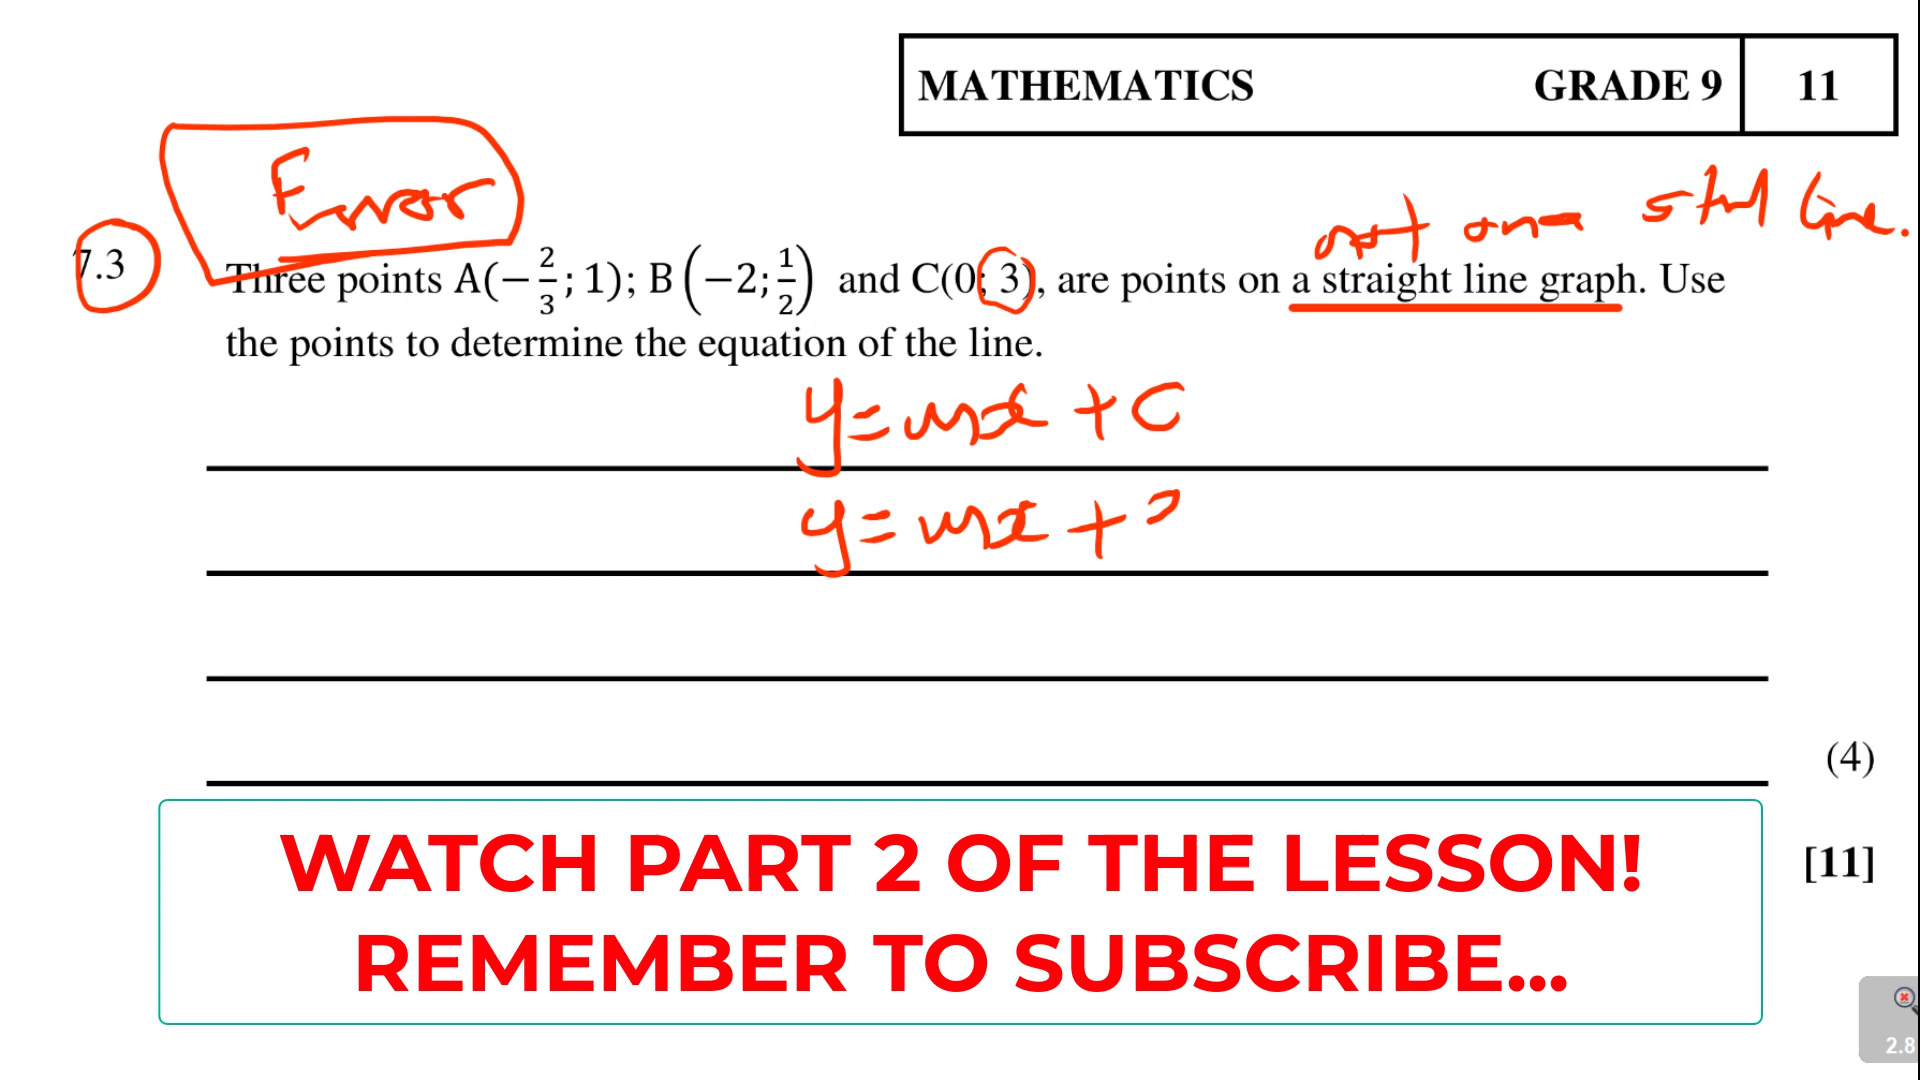 MATHEMATICS GRADE 9 11
Error
not on a line.
7.3 Three points A(−2/3; 1); B(−2; 1/2) and C(0; 3), are points on a straight line graph. Use
the points to determine the equation of the line.
y = mx + c
y = mx +
(4)
WATCH PART 2 OF THE LESSON!
[11]
REMEMBER TO SUBSCRIBE...
2.8